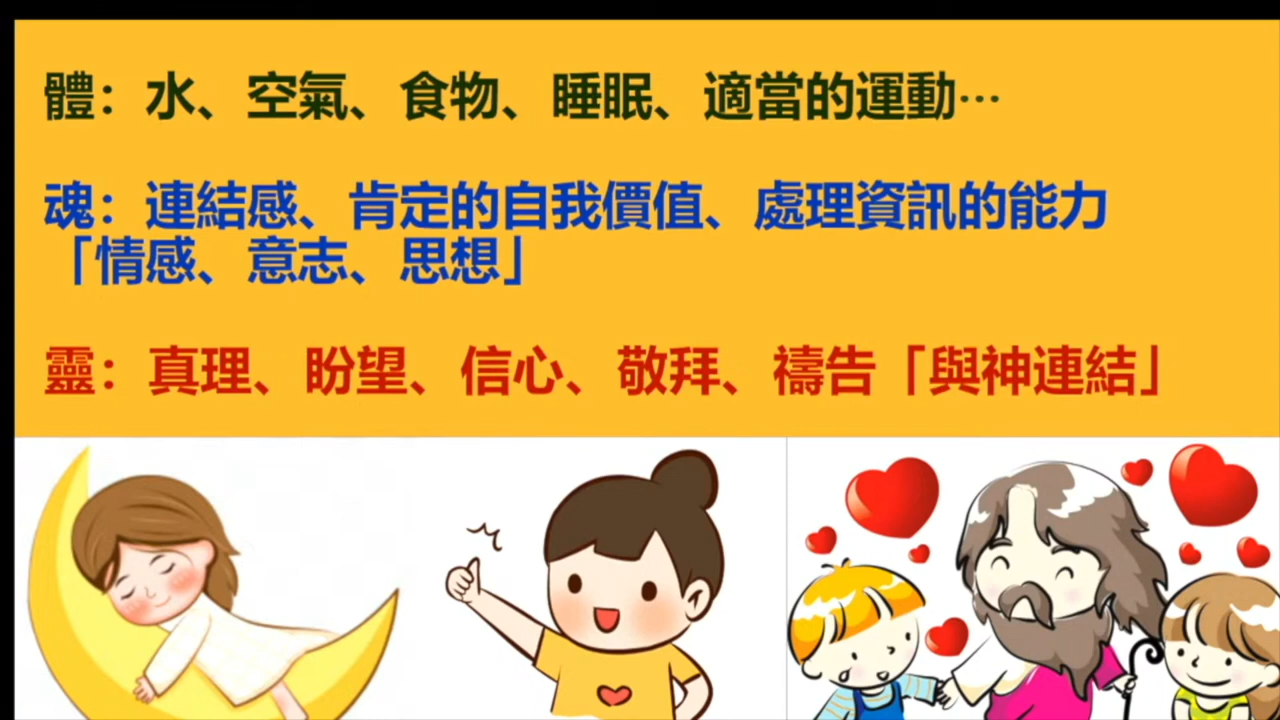 體：水、空氣、食物、睡眠、適當的運動…
魂：連結感、肯定的自我價值、處理資訊的能力
「情感、意志、思想」
靈：真理、盼望、信心、敬拜、禱告「與神連結」